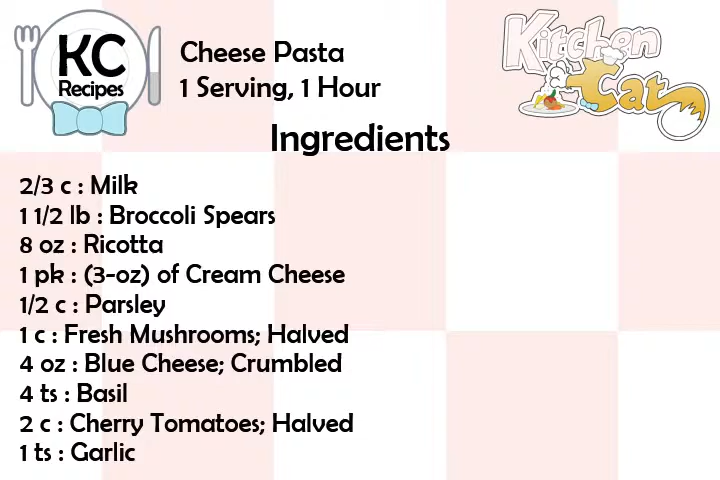 KC
Recipes
Cheese Pasta
1 Serving, 1 Hour
Kitchen
Cat
Ingredients
2/3 c : Milk
1 1/2 lb : Broccoli Spears
8 oz : Ricotta
1 pk : (3-oz) of Cream Cheese
1/2 c : Parsley
1 c : Fresh Mushrooms; Halved
4 oz : Blue Cheese; Crumbled
4 ts : Basil
2 c : Cherry Tomatoes; Halved
1 ts : Garlic